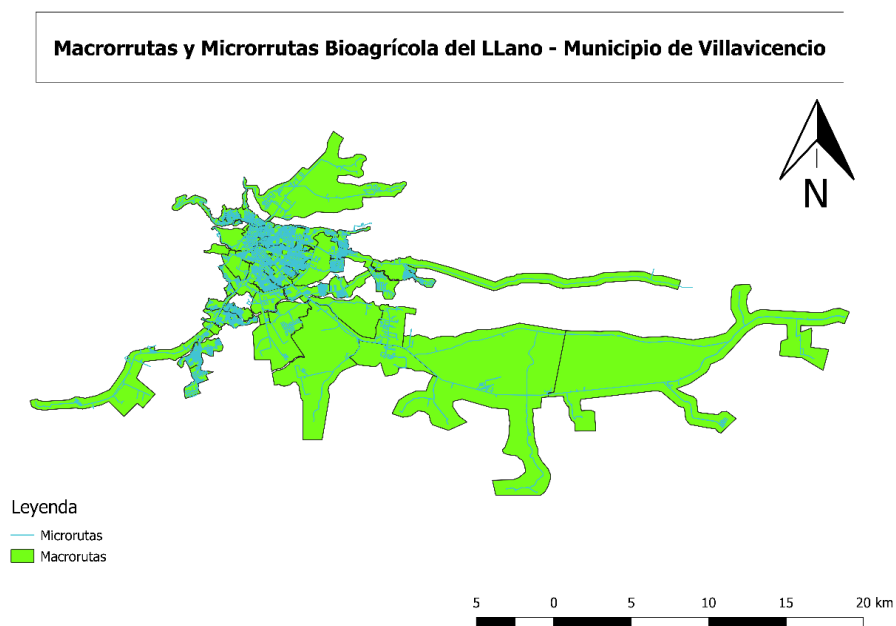 Macrorrutas y Microrrutas Bioagrícola del LLano - Municipio de Villavicencio
N
Leyenda
Microrutas
Macrorutas
5 0 5 10 15 20 km